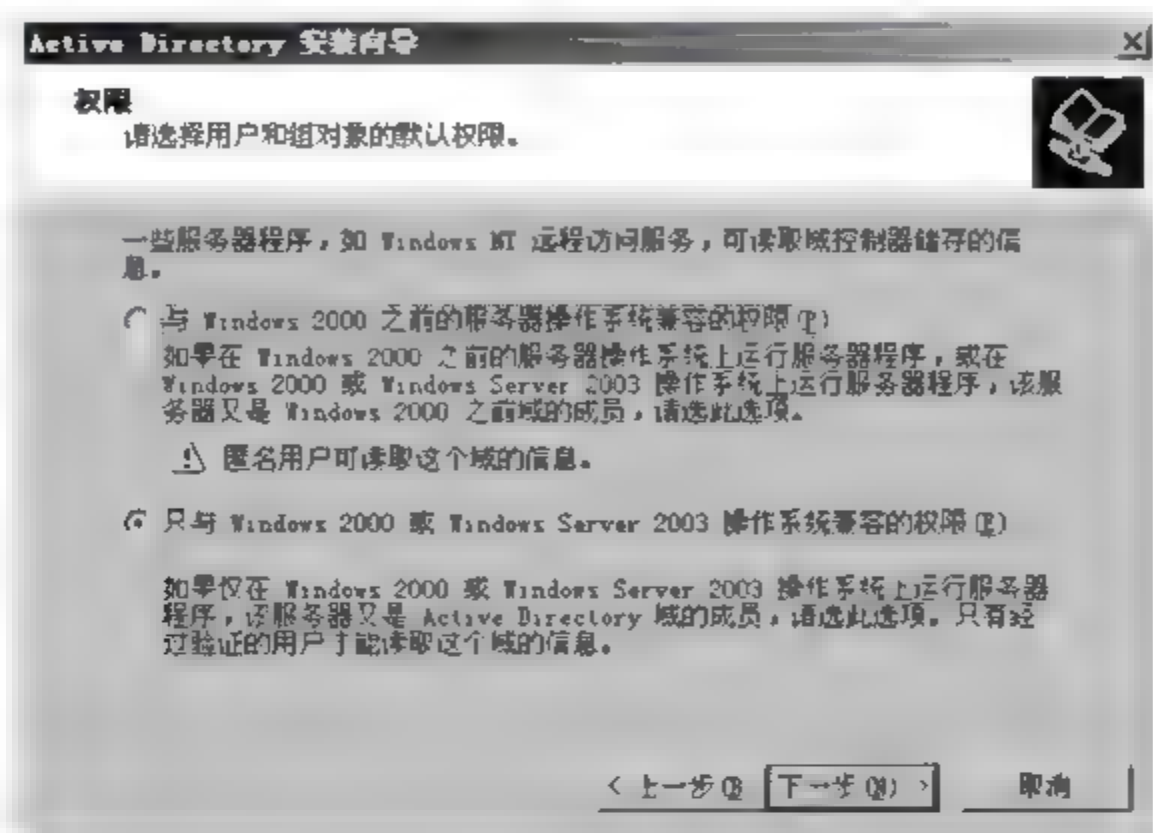 Active Directory 安装向导
权限
请选择用户和组对象的默认权限。
一些服务器程序，如 Windows NT 远程访问服务，可读取域控制器储存的信
息。
与 Windows 2000 之前的服务器操作系统兼容的权限(P)
如果在 Windows 2000 之前的服务器操作系统上运行服务器程序，或在
Windows 2000 或 Windows Server 2003 操作系统上运行服务器程序，该服
务器又是 Windows 2000 之前域的成员，请选此选项。
匿名用户可读取这个域的信息。
只与 Windows 2000 或 Windows Server 2003 操作系统兼容的权限(E)
如果仅在 Windows 2000 或 Windows Server 2003 操作系统上运行服务器
程序，该服务器又是 Active Directory 域的成员，请选此选项。只有经
过验证的用户才能读取这个域的信息。
< 上一步(B) 下一步(N) > 取消